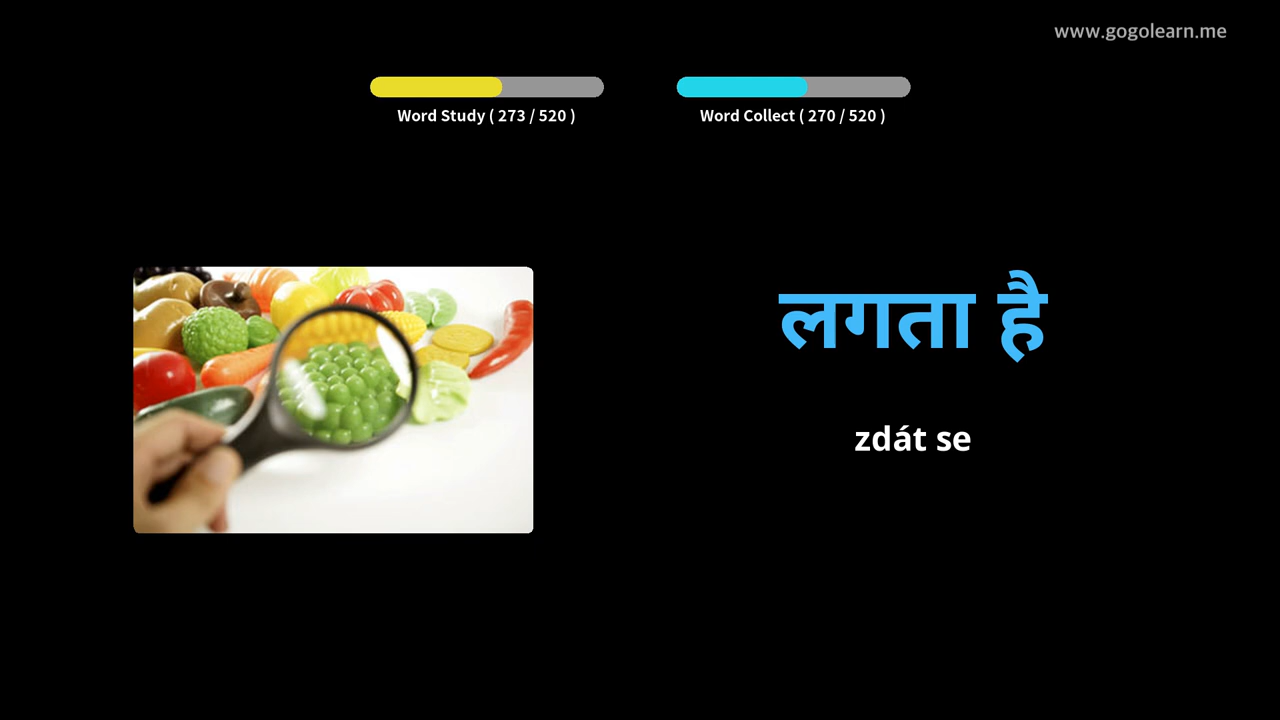 www.gogolearn.me
Word Study ( 273 / 520 )
Word Collect ( 270 / 520 )
लगता है
zdát se